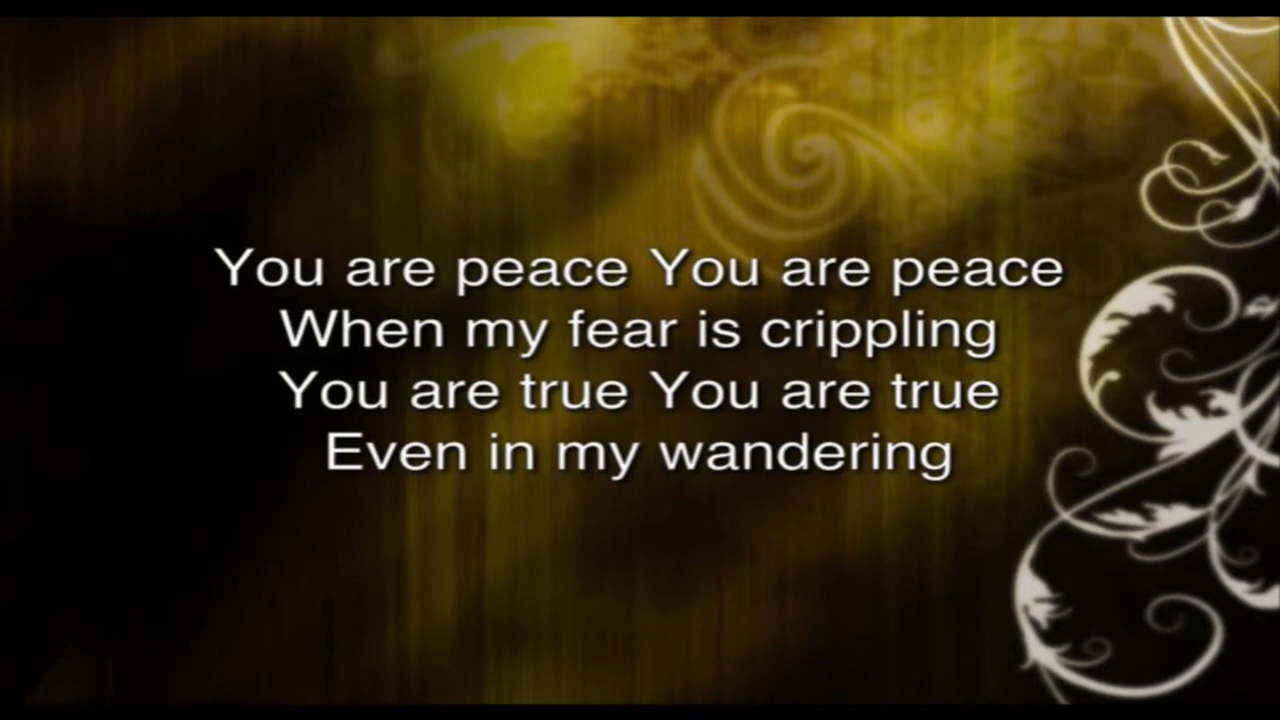 You are peace You are peace
When my fear is crippling
You are true You are true
Even in my wandering